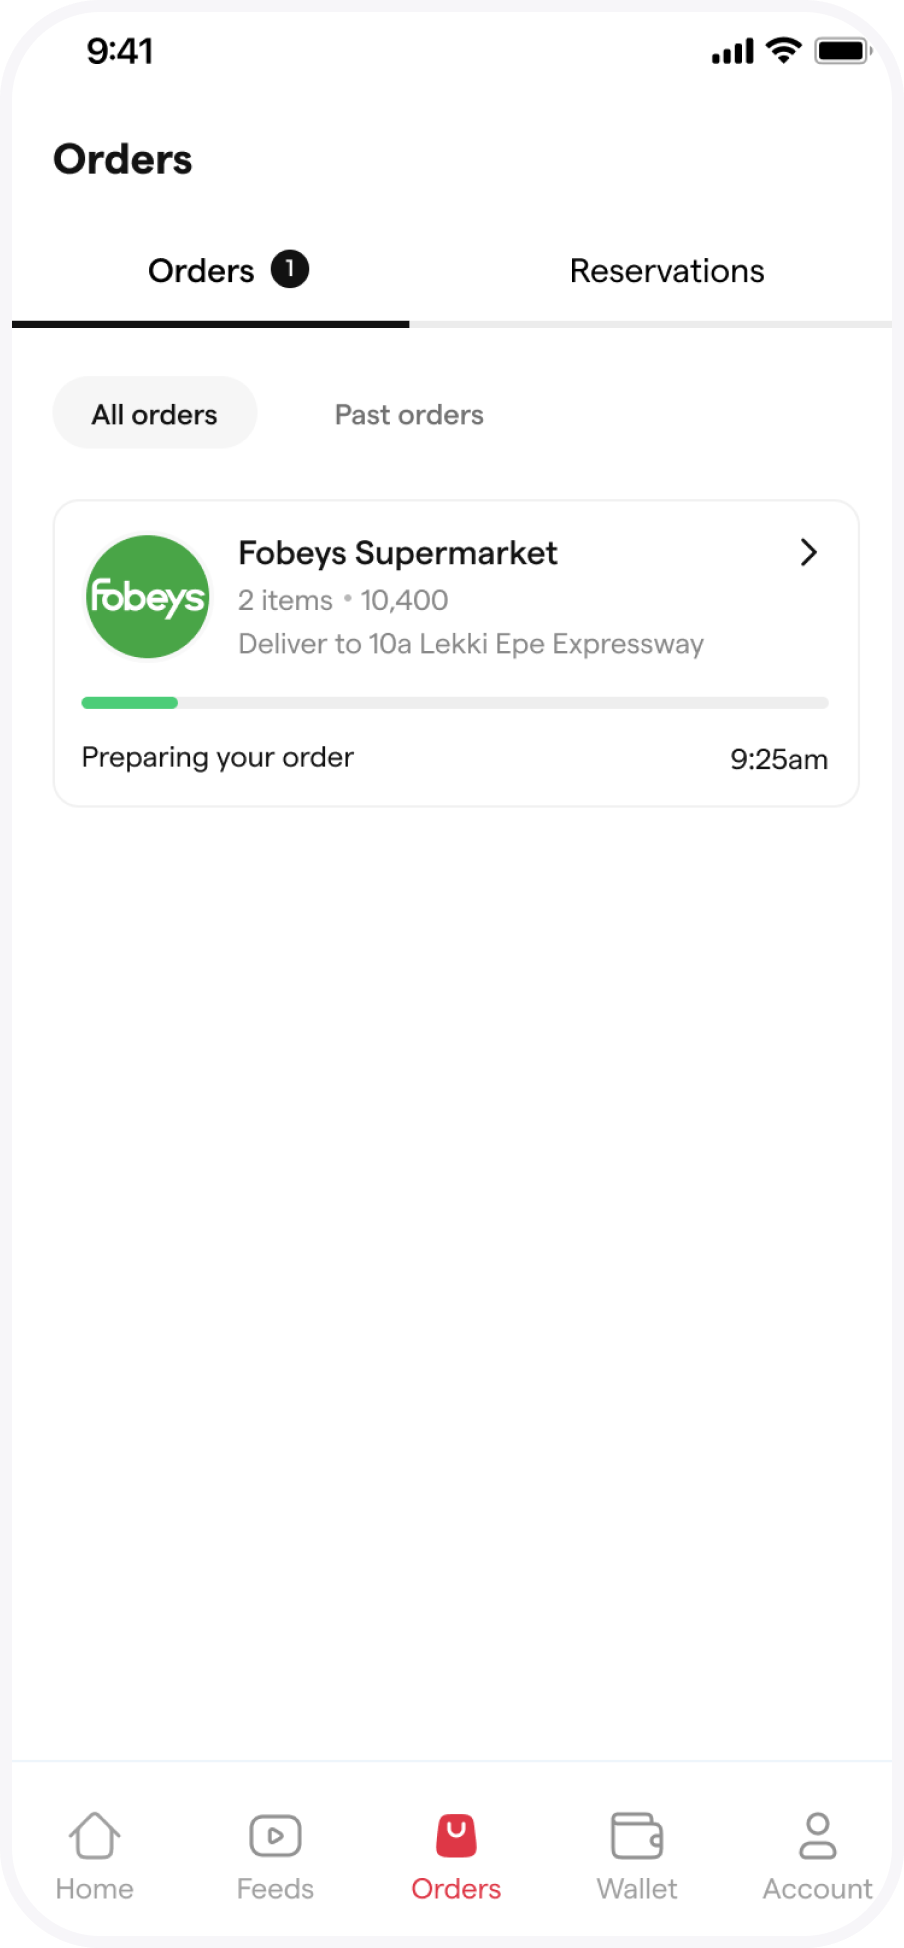 9:41
Orders
Orders 1
Reservations
All orders
Past orders
fobeys
Fobeys Supermarket
2 items • 10,400
Deliver to 10a Lekki Epe Expressway
Preparing your order
9:25am
Home
Feeds
Orders
Wallet
Account